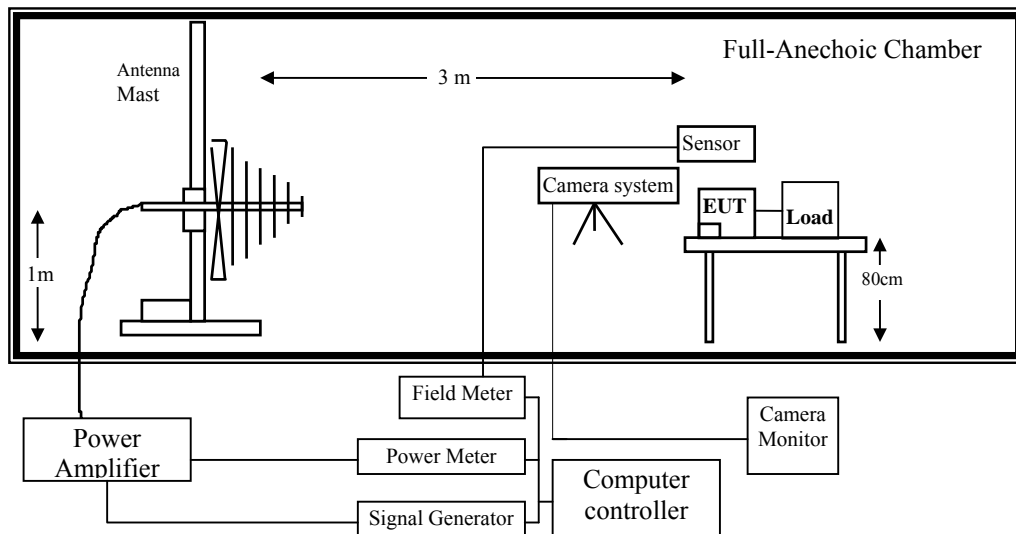 Full-Anechoic Chamber
Antenna
Mast
3 m
Sensor
Camera system
EUT
Load
1m
80cm
Field Meter
Camera
Monitor
Power
Amplifier
Power Meter
Computer
controller
Signal Generator